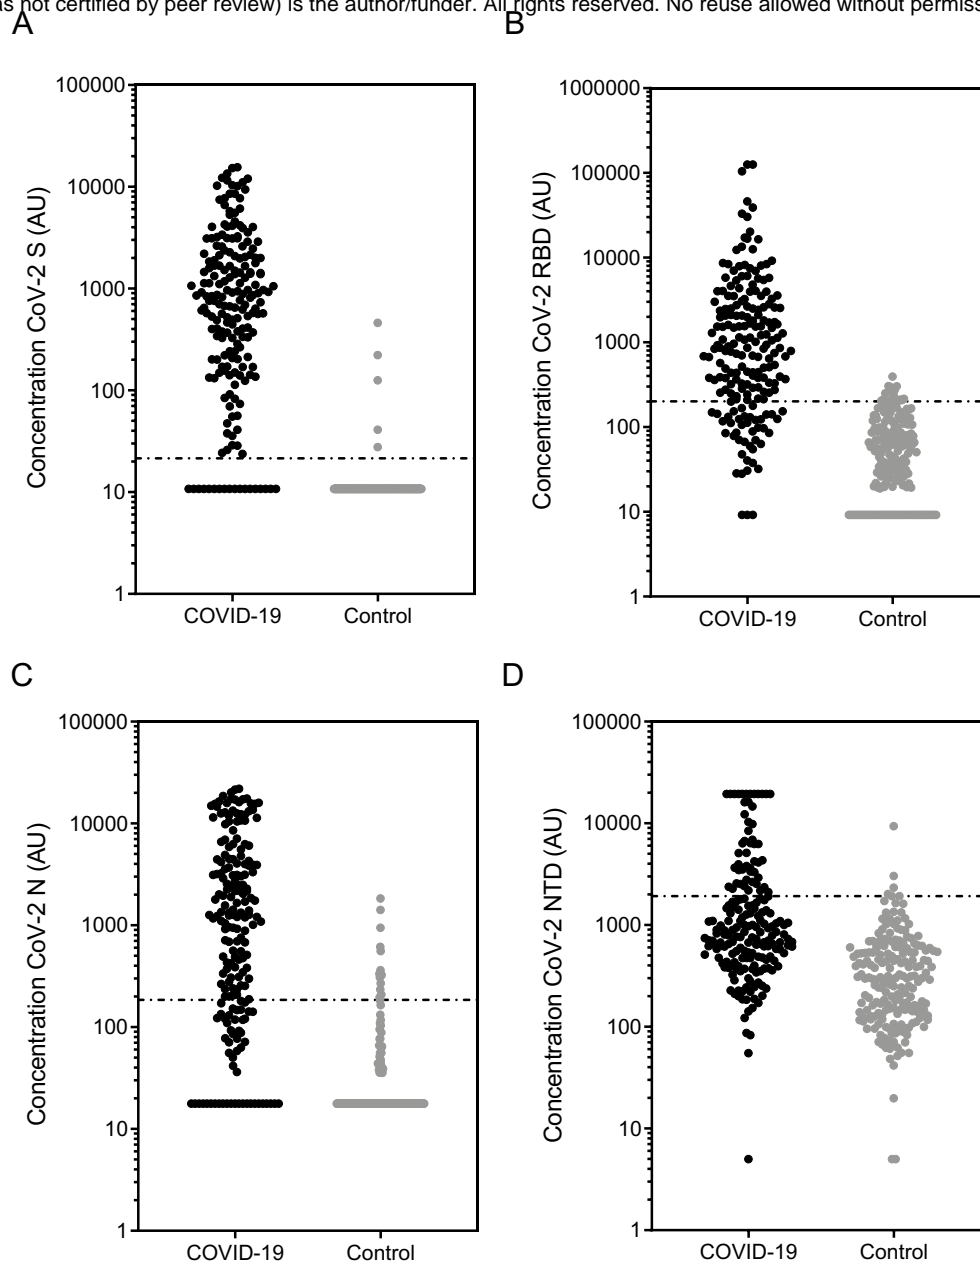 as not certified by peer review) is the author/funder. All rights reserved. No reuse allowed without
A
B
Concentration CoV-2 S (AU)
100000
10000
1000
100
10
1
COVID-19 Control
Concentration CoV-2 RBD (AU)
1000000
100000
10000
1000
100
10
1
COVID-19 Control
C
D
Concentration CoV-2 N (AU)
100000
10000
1000
100
10
1
COVID-19 Control
Concentration CoV-2 NTD (AU)
100000
10000
1000
100
10
1
COVID-19 Control